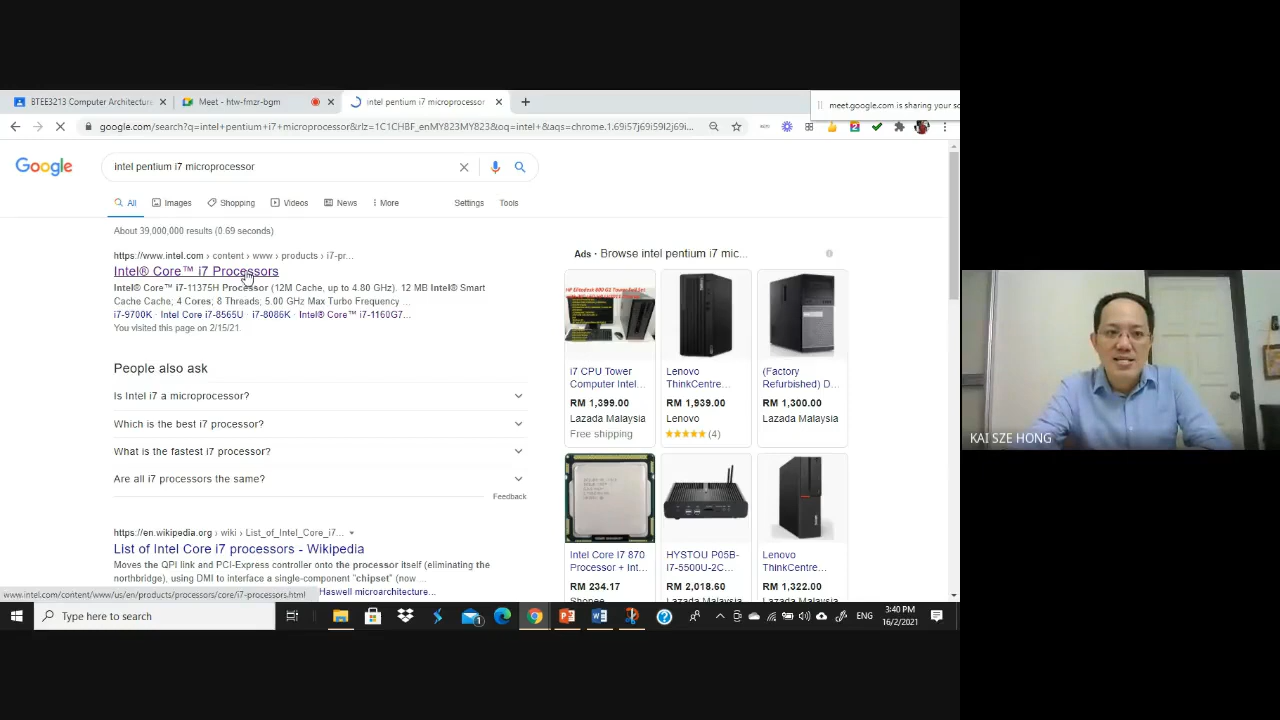 BTEE3213 Computer Architecture
Meet - htw-fmzr-bgm
intel pentium i7 microprocessor
meet.google.com is sharing your sc
google.com/search?q=intel+pentium+i7+microprocessor&rlz=1C1CHBF_enMY823MY823&oq=intel+&aqs=chrome.1.69i57j69i59l2j69i...
Google
intel pentium i7 microprocessor
All
Images
Shopping
Videos
News
More
Settings
Tools
About 39,000,000 results (0.69 seconds)
https://www.intel.com › content › www › products › i7-pr...
Intel® Core™ i7 Processors
Intel® Core™ i7-11375H Processor (12M Cache, up to 4.80 GHz). 12 MB Intel® Smart
Cache Cache, 4 Cores, 8 Threads; 5.00 GHz Max Turbo Frequency ...
i7-9700K · Intel Core i7-8565U · i7-8086K · Intel® Core™ i7-1160G7...
You visited this page on 2/15/21.
People also ask
Is Intel i7 a microprocessor?
Which is the best i7 processor?
What is the fastest i7 processor?
Are all i7 processors the same?
Feedback
https://en.wikipedia.org › wiki › List_of_Intel_Core_i7...
List of Intel Core i7 processors - Wikipedia
Moves the QPI link and PCI-Express controller onto the processor itself (eliminating the
northbridge), using DMI to interface a single-component "chipset" (now ...
Haswell microarchitecture...
www.intel.com/content/www/us/en/products/processors/core/i7-processors.html
Ads · Browse intel pentium i7 mic...
i7 CPU Tower
Computer Intel...
RM 1,399.00
Lazada Malaysia
Free shipping
Lenovo
ThinkCentre...
RM 1,939.00
Lenovo
(4)
(Factory
Refurbished) D...
RM 1,300.00
Lazada Malaysia
Intel Core I7 870
Processor + Int...
RM 234.17
Shopee
HYSTOU P05B-
I7-5500U-2C...
RM 2,018.60
Lazada Malaysia
Lenovo
ThinkCentre...
RM 1,322.00
Lazada Malaysia
Type here to search
1
ENG
3:40 PM
16/2/2021
KAI SZE HONG